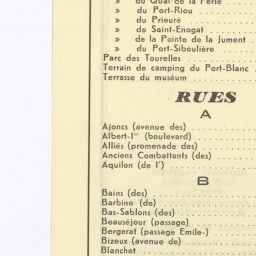 » du Quai de la Perle
» du Port-Riou
» du Prieuré
» de Saint-Enogat
» de la Pointe de la Jument
» du Port-Siboulière
Parc des Tourelles
Terrain de camping du Port-Blanc
Terrasse du muséum
RUES
A
Ajoncs (avenue des)
Albert-Ier (boulevard)
Alliés (promenade des)
Anciens Combattants (des)
Aquilon (de l')
B
Bains (des)
Barbine (de)
Bas-Sablons (des)
Beauséjour (passage)
Bergerat (passage Emile-)
Bizeux (avenue de)
Blanchet